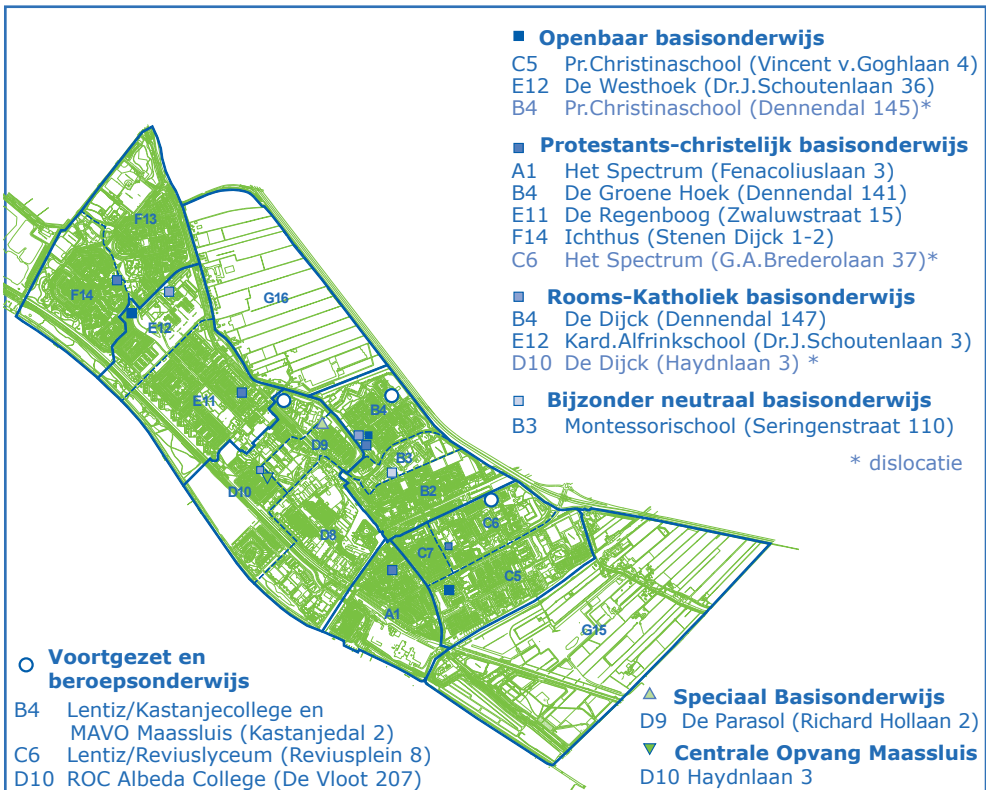 Openbaar basisonderwijs
C5 Pr.Christinaschool (Vincent v.Goghlaan 4)
E12 De Westhoek (Dr.J.Schoutenlaan 36)
B4 Pr.Christinaschool (Dennendal 145)*
Protestants-christelijk basisonderwijs
A1 Het Spectrum (Fenacoliuslaan 3)
B4 De Groene Hoek (Dennendal 141)
E11 De Regenboog (Zwaluwstraat 15)
F14 Ichthus (Stenen Dijck 1-2)
C6 Het Spectrum (G.A.Brederolaan 37)*
Rooms-Katholiek basisonderwijs
B4 De Dijck (Dennendal 147)
E12 Kard.Alfrinkschool (Dr.J.Schoutenlaan 3)
D10 De Dijck (Haydnlaan 3) *
Bijzonder neutraal basisonderwijs
B3 Montessorischool (Seringenstraat 110)
* dislocatie
F13
F14
G16
E12
E11
B4
D9
B3
D10
B2
D8
C6
C7
C5
A1
G15
Voortgezet en
beroepsonderwijs
B4 Lentiz/Kastanjecollege en
MAVO Maassluis (Kastanjedal 2)
C6 Lentiz/Reviuslyceum (Reviusplein 8)
D10 ROC Albeda College (De Vloot 207)
Speciaal Basisonderwijs
D9 De Parasol (Richard Hollaan 2)
Centrale Opvang Maassluis
D10 Haydnlaan 3